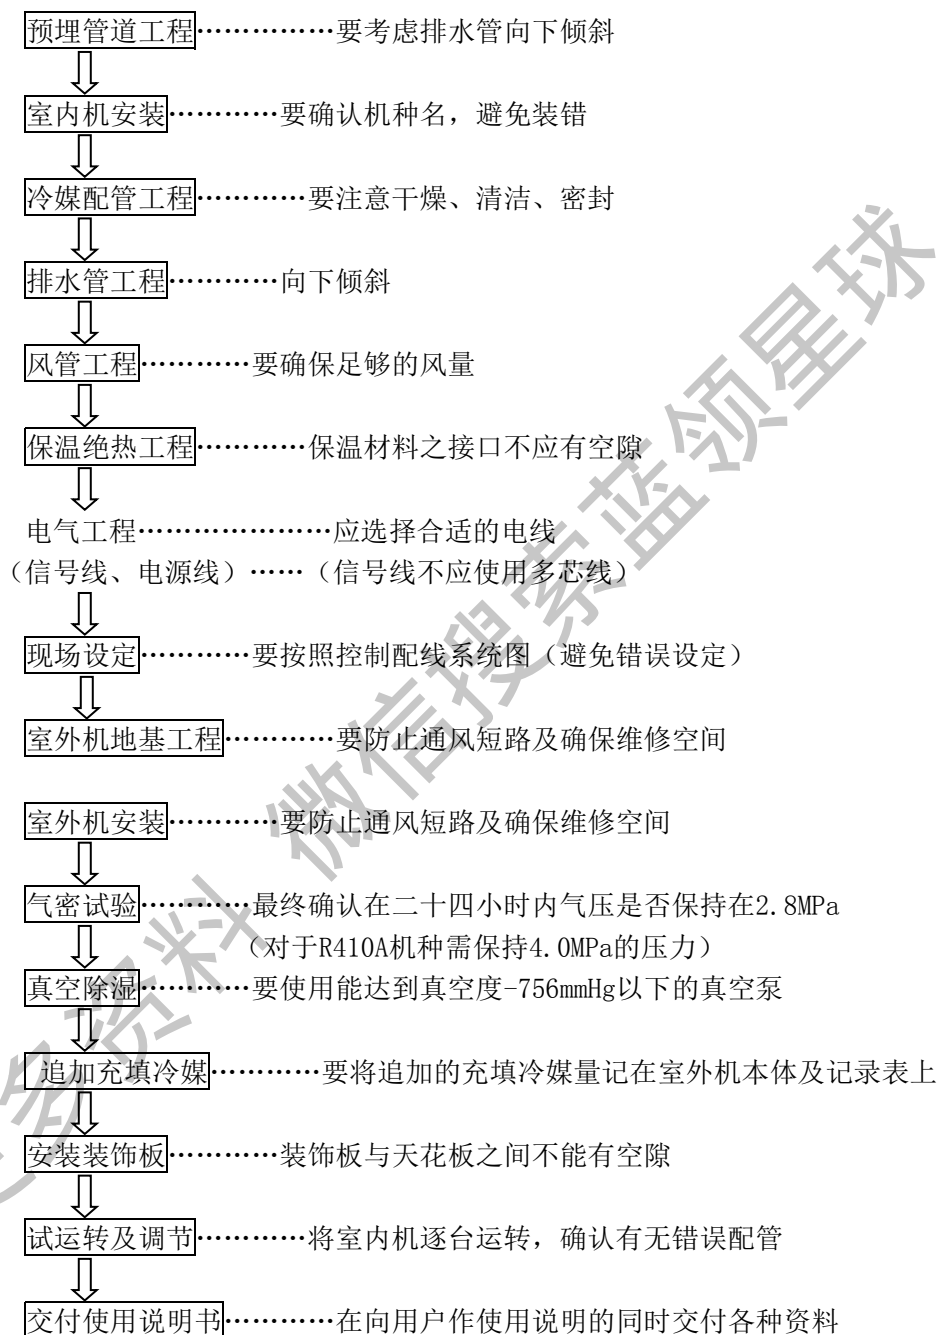 预埋管道工程……………要考虑排水管向下倾斜
室内机安装…………要确认机种名，避免装错
冷媒配管工程…………要注意干燥、清洁、密封
排水管工程…………向下倾斜
风管工程…………要确保足够的风量
保温绝热工程…………保温材料之接口不应有空隙
电气工程…………………应选择合适的电线
（信号线、电源线）……（信号线不应使用多芯线）
现场设定…………要按照控制配线系统图（避免错误设定）
室外机地基工程…………要防止通风短路及确保维修空间
室外机安装…………要防止通风短路及确保维修空间
气密试验…………最终确认在二十四小时内气压是否保持在2.8MPa
（对于R410A机种需保持4.0MPa的压力）
真空除湿…………要使用能达到真空度-756mmHg以下的真空泵
追加充填冷媒…………要将追加的充填冷媒量记在室外机本体及记录表上
安装装饰板…………装饰板与天花板之间不能有空隙
试运转及调节…………将室内机逐台运转，确认有无错误配管
交付使用说明书…………在向用户作使用说明的同时交付各种资料
多资料 微信搜索蓝领星球